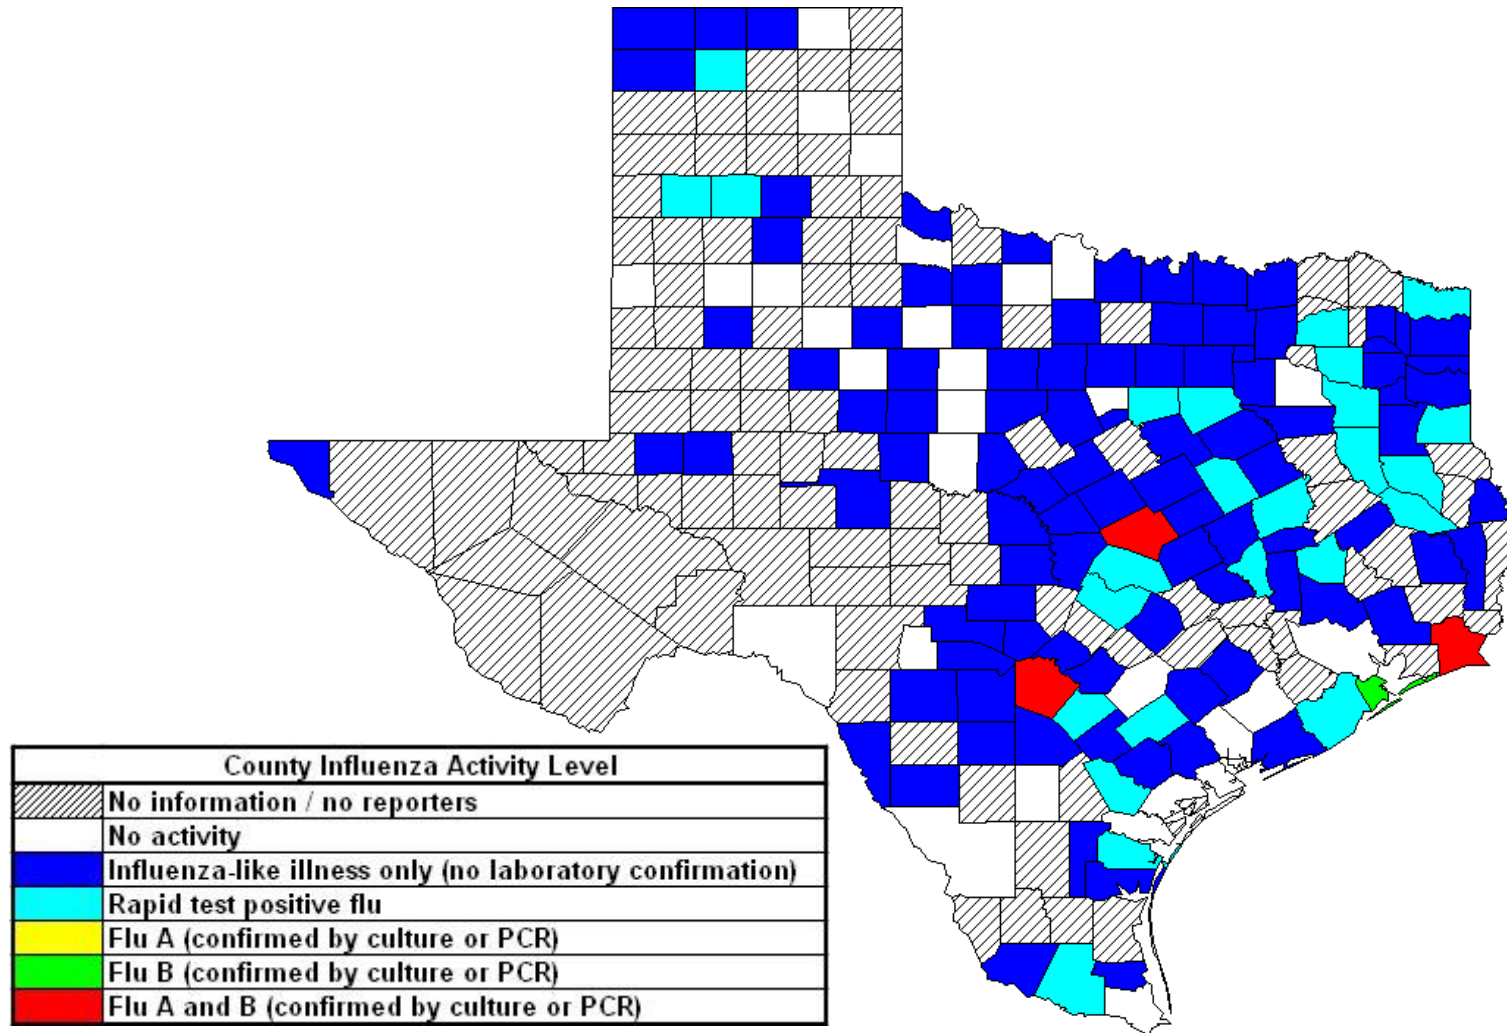 County Influenza Activity Level
No information / no reporters
No activity
Influenza-like illness only (no laboratory confirmation)
Rapid test positive flu
Flu A (confirmed by culture or PCR)
Flu B (confirmed by culture or PCR)
Flu A and B (confirmed by culture or PCR)